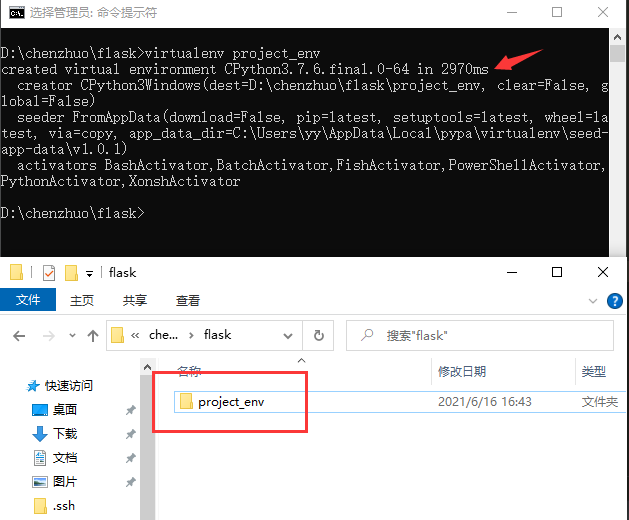 选择管理员: 命令提示符
D:\chenzhuo\flask>virtualenv project_env
created virtual environment CPython3.7.6.final.0-64 in 2970ms
creator CPython3Windows(dest=D:\chenzhuo\flask\project_env, clear=False, g
lobal=False)
seeder FromAppData(download=False, pip=latest, setuptools=latest, wheel=la
test, via=copy, app_data_dir=C:\Users\yy\AppData\Local\pypa\virtualenv\seed-
app-data\v1.0.1)
activators BashActivator,BatchActivator,FishActivator,PowerShellActivator,
PythonActivator,XonshActivator
D:\chenzhuo\flask>
flask
文件 主页 共享 查看
« che... › flask 搜索"flask"
名称 修改日期 类型
快速访问
project_env 2021/6/16 16:43 文件夹
桌面
下载
文档
图片
.ssh